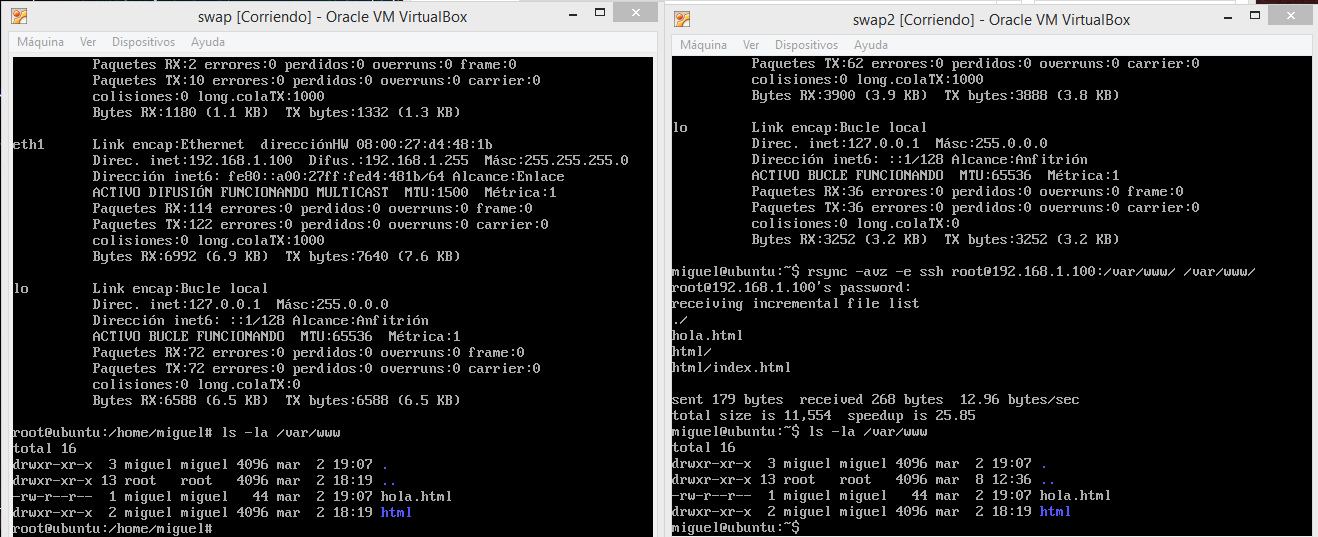 swap [Corriendo] - Oracle VM VirtualBox
Máquina Ver Dispositivos Ayuda
Paquetes RX:2 errores:0 perdidos:0 overruns:0 frame:0
Paquetes TX:10 errores:0 perdidos:0 overruns:0 carrier:0
colisiones:0 long.colaTX:1000
Bytes RX:1180 (1.1 KB)  TX bytes:1332 (1.3 KB)
eth1 Link encap:Ethernet  direcciónHW 08:00:27:d4:48:1b
Direc. inet:192.168.1.100  Difus.:192.168.1.255  Másc:255.255.255.0
Dirección inet6: fe80::a00:27ff:fed4:481b/64 Alcance:Enlace
ACTIVO DIFUSIÓN FUNCIONANDO MULTICAST  MTU:1500  Métrica:1
Paquetes RX:114 errores:0 perdidos:0 overruns:0 frame:0
Paquetes TX:122 errores:0 perdidos:0 overruns:0 carrier:0
colisiones:0 long.colaTX:1000
Bytes RX:6992 (6.9 KB)  TX bytes:7640 (7.6 KB)
lo Link encap:Bucle local
Direc. inet:127.0.0.1  Másc:255.0.0.0
Dirección inet6: ::1/128 Alcance:Anfitrión
ACTIVO BUCLE FUNCIONANDO  MTU:65536  Métrica:1
Paquetes RX:72 errores:0 perdidos:0 overruns:0 frame:0
Paquetes TX:72 errores:0 perdidos:0 overruns:0 carrier:0
colisiones:0 long.colaTX:0
Bytes RX:6588 (6.5 KB)  TX bytes:6588 (6.5 KB)
root@ubuntu:/home/miguel# ls -la /var/www
total 16
drwxr-xr-x  3 miguel miguel 4096 mar  2 19:07 .
drwxr-xr-x 13 root   root   4096 mar  2 18:19 ..
-rw-r--r--  1 miguel miguel   44 mar  2 19:07 hola.html
drwxr-xr-x  2 miguel miguel 4096 mar  2 18:19 html
root@ubuntu:/home/miguel#
swap2 [Corriendo] - Oracle VM VirtualBox
Máquina Ver Dispositivos Ayuda
Paquetes TX:62 errores:0 perdidos:0 overruns:0 carrier:0
colisiones:0 long.colaTX:1000
Bytes RX:3900 (3.9 KB)  TX bytes:3888 (3.8 KB)
lo Link encap:Bucle local
Direc. inet:127.0.0.1  Másc:255.0.0.0
Dirección inet6: ::1/128 Alcance:Anfitrión
ACTIVO BUCLE FUNCIONANDO  MTU:65536  Métrica:1
Paquetes RX:36 errores:0 perdidos:0 overruns:0 frame:0
Paquetes TX:36 errores:0 perdidos:0 overruns:0 carrier:0
colisiones:0 long.colaTX:0
Bytes RX:3252 (3.2 KB)  TX bytes:3252 (3.2 KB)
miguel@ubuntu:~$ rsync -avz -e ssh root@192.168.1.100:/var/www/ /var/www/
root@192.168.1.100's password:
receiving incremental file list
./
hola.html
html/
html/index.html
sent 179 bytes  received 268 bytes  12.96 bytes/sec
total size is 11,554  speedup is 25.85
miguel@ubuntu:~$ ls -la /var/www
total 16
drwxr-xr-x  3 miguel miguel 4096 mar  2 19:07 .
drwxr-xr-x 13 root   root   4096 mar  8 12:36 ..
-rw-r--r--  1 miguel miguel   44 mar  2 19:07 hola.html
drwxr-xr-x  2 miguel miguel 4096 mar  2 18:19 html
miguel@ubuntu:~$